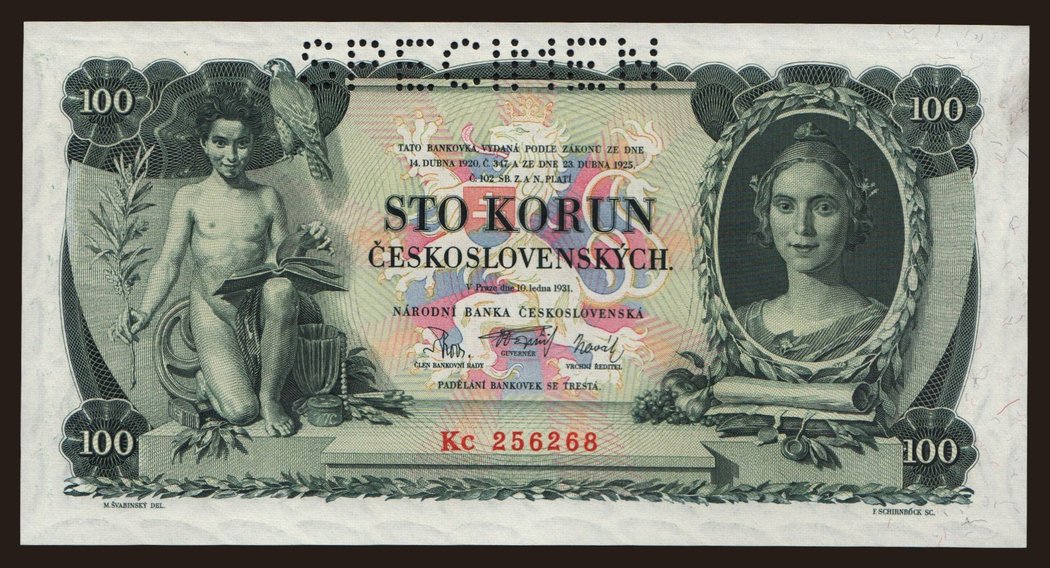 SPECIMEN
100
100
TATO BANKOVKA, VYDANÁ PODLE ZÁKONŮ ZE DNE
14. DUBNA 1920, Č. 347, A ZE DNE 23. DUBNA 1925,
Č. 102 SB. Z. A N., PLATÍ
STO KORUN
ČESKOSLOVENSKÝCH.
V Praze dne 10. ledna 1931.
NÁRODNÍ BANKA ČESKOSLOVENSKÁ
ČLEN BANKOVNÍ RADY
GUVERNÉR
VRCHNÍ ŘEDITEL
PADĚLÁNÍ BANKOVEK SE TRESTÁ.
100
Kc 256268
100
M. ŠVABINSKÝ DEL.
F. SCHIRNBÖCK SC.